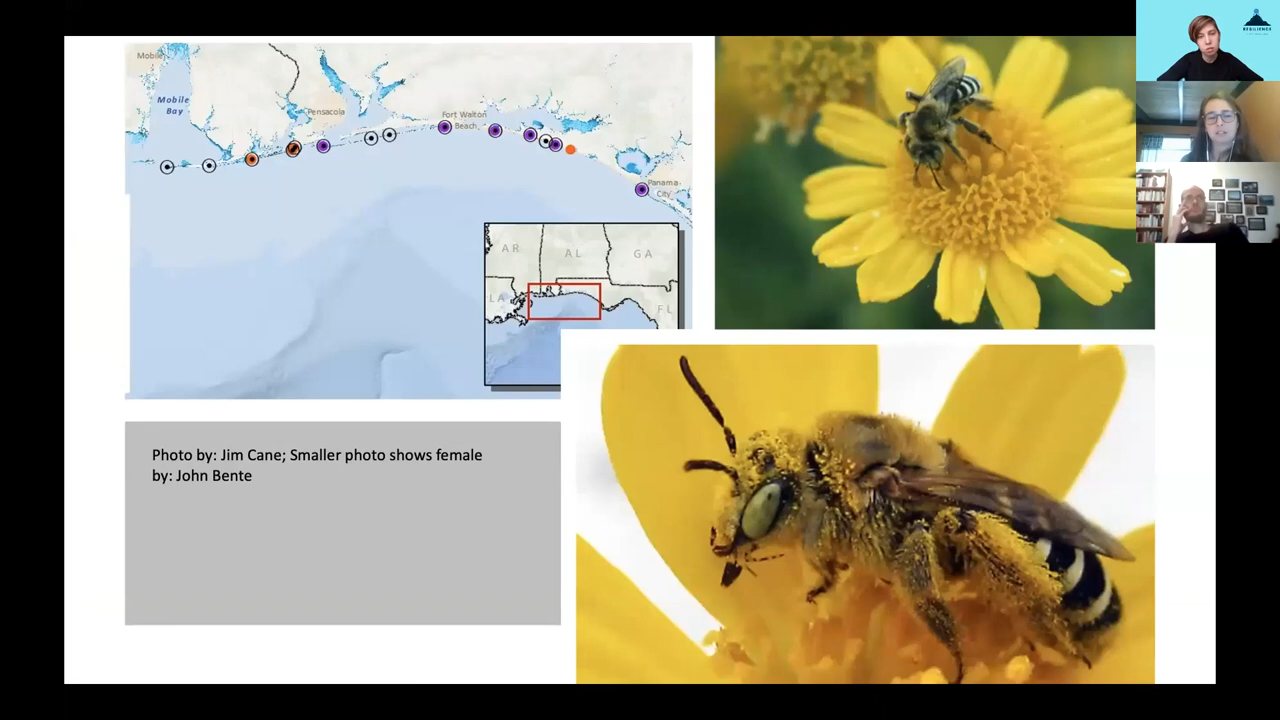 Mobile
Mobile
Bay
Pensacola
Fort Walton
Beach
Panama
City
AR
AL
GA
LA
FL
RESILIENCE
Photo by: Jim Cane; Smaller photo shows female
by: John Bente